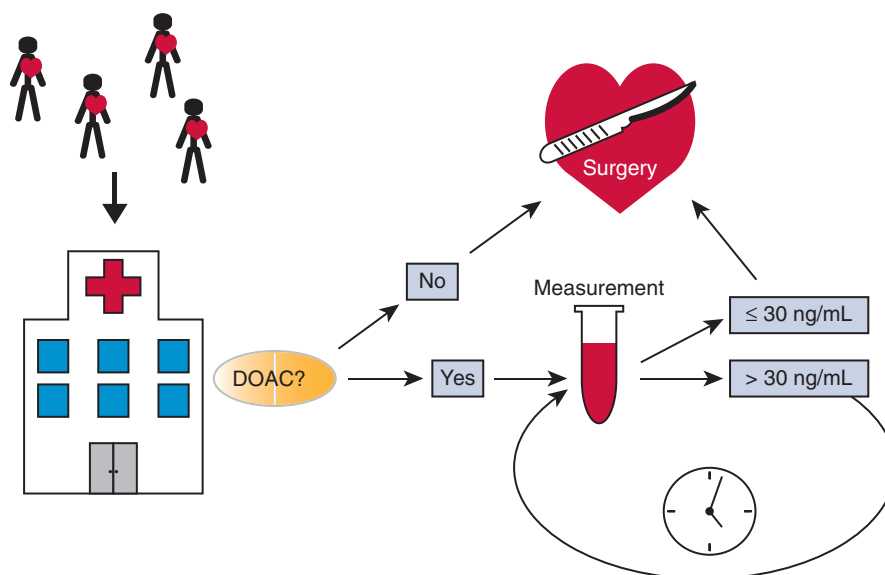 Surgery
No
Measurement
≤ 30 ng/mL
DOAC?
Yes
> 30 ng/mL